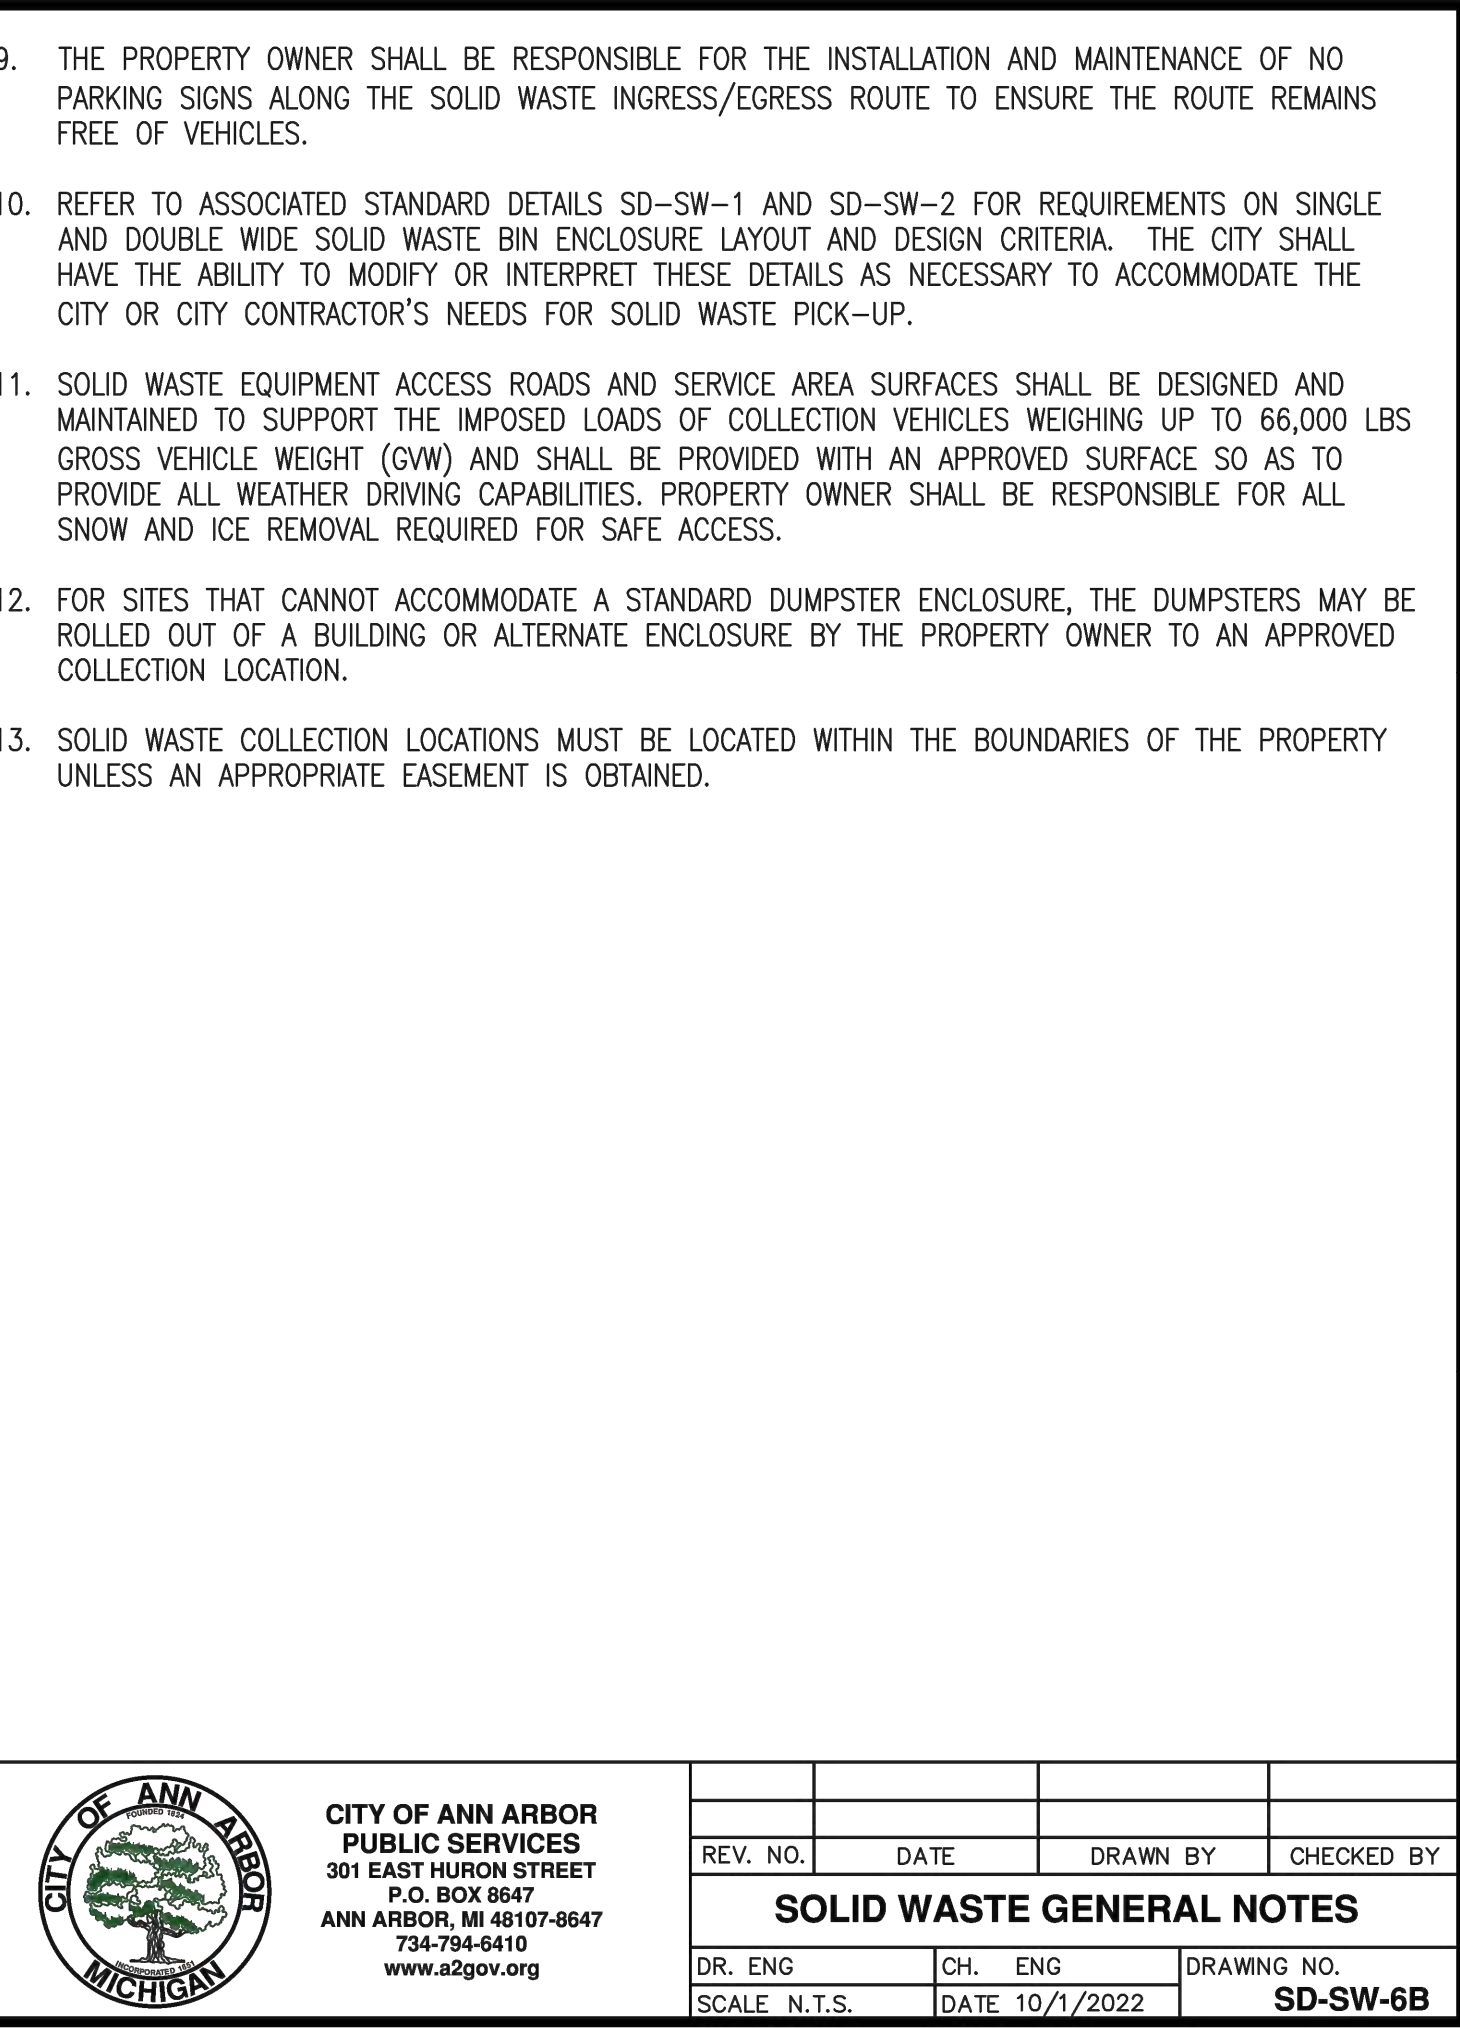 9. THE PROPERTY OWNER SHALL BE RESPONSIBLE FOR THE INSTALLATION AND MAINTENANCE OF NO
PARKING SIGNS ALONG THE SOLID WASTE INGRESS/EGRESS ROUTE TO ENSURE THE ROUTE REMAINS
FREE OF VEHICLES.
10. REFER TO ASSOCIATED STANDARD DETAILS SD-SW-1 AND SD-SW-2 FOR REQUIREMENTS ON SINGLE
AND DOUBLE WIDE SOLID WASTE BIN ENCLOSURE LAYOUT AND DESIGN CRITERIA. THE CITY SHALL
HAVE THE ABILITY TO MODIFY OR INTERPRET THESE DETAILS AS NECESSARY TO ACCOMMODATE THE
CITY OR CITY CONTRACTOR'S NEEDS FOR SOLID WASTE PICK-UP.
11. SOLID WASTE EQUIPMENT ACCESS ROADS AND SERVICE AREA SURFACES SHALL BE DESIGNED AND
MAINTAINED TO SUPPORT THE IMPOSED LOADS OF COLLECTION VEHICLES WEIGHING UP TO 66,000 LBS
GROSS VEHICLE WEIGHT (GVW) AND SHALL BE PROVIDED WITH AN APPROVED SURFACE SO AS TO
PROVIDE ALL WEATHER DRIVING CAPABILITIES. PROPERTY OWNER SHALL BE RESPONSIBLE FOR ALL
SNOW AND ICE REMOVAL REQUIRED FOR SAFE ACCESS.
12. FOR SITES THAT CANNOT ACCOMMODATE A STANDARD DUMPSTER ENCLOSURE, THE DUMPSTERS MAY BE
ROLLED OUT OF A BUILDING OR ALTERNATE ENCLOSURE BY THE PROPERTY OWNER TO AN APPROVED
COLLECTION LOCATION.
13. SOLID WASTE COLLECTION LOCATIONS MUST BE LOCATED WITHIN THE BOUNDARIES OF THE PROPERTY
UNLESS AN APPROPRIATE EASEMENT IS OBTAINED.
CITY OF ANN ARBOR
FOUNDED 1824
INCORPORATED 1851
MICHIGAN
CITY OF ANN ARBOR
PUBLIC SERVICES
301 EAST HURON STREET
P.O. BOX 8647
ANN ARBOR, MI 48107-8647
734-794-6410
www.a2gov.org
REV. NO. DATE DRAWN BY CHECKED BY
SOLID WASTE GENERAL NOTES
DR. ENG CH. ENG DRAWING NO.
SCALE N.T.S. DATE 10/1/2022 SD-SW-6B